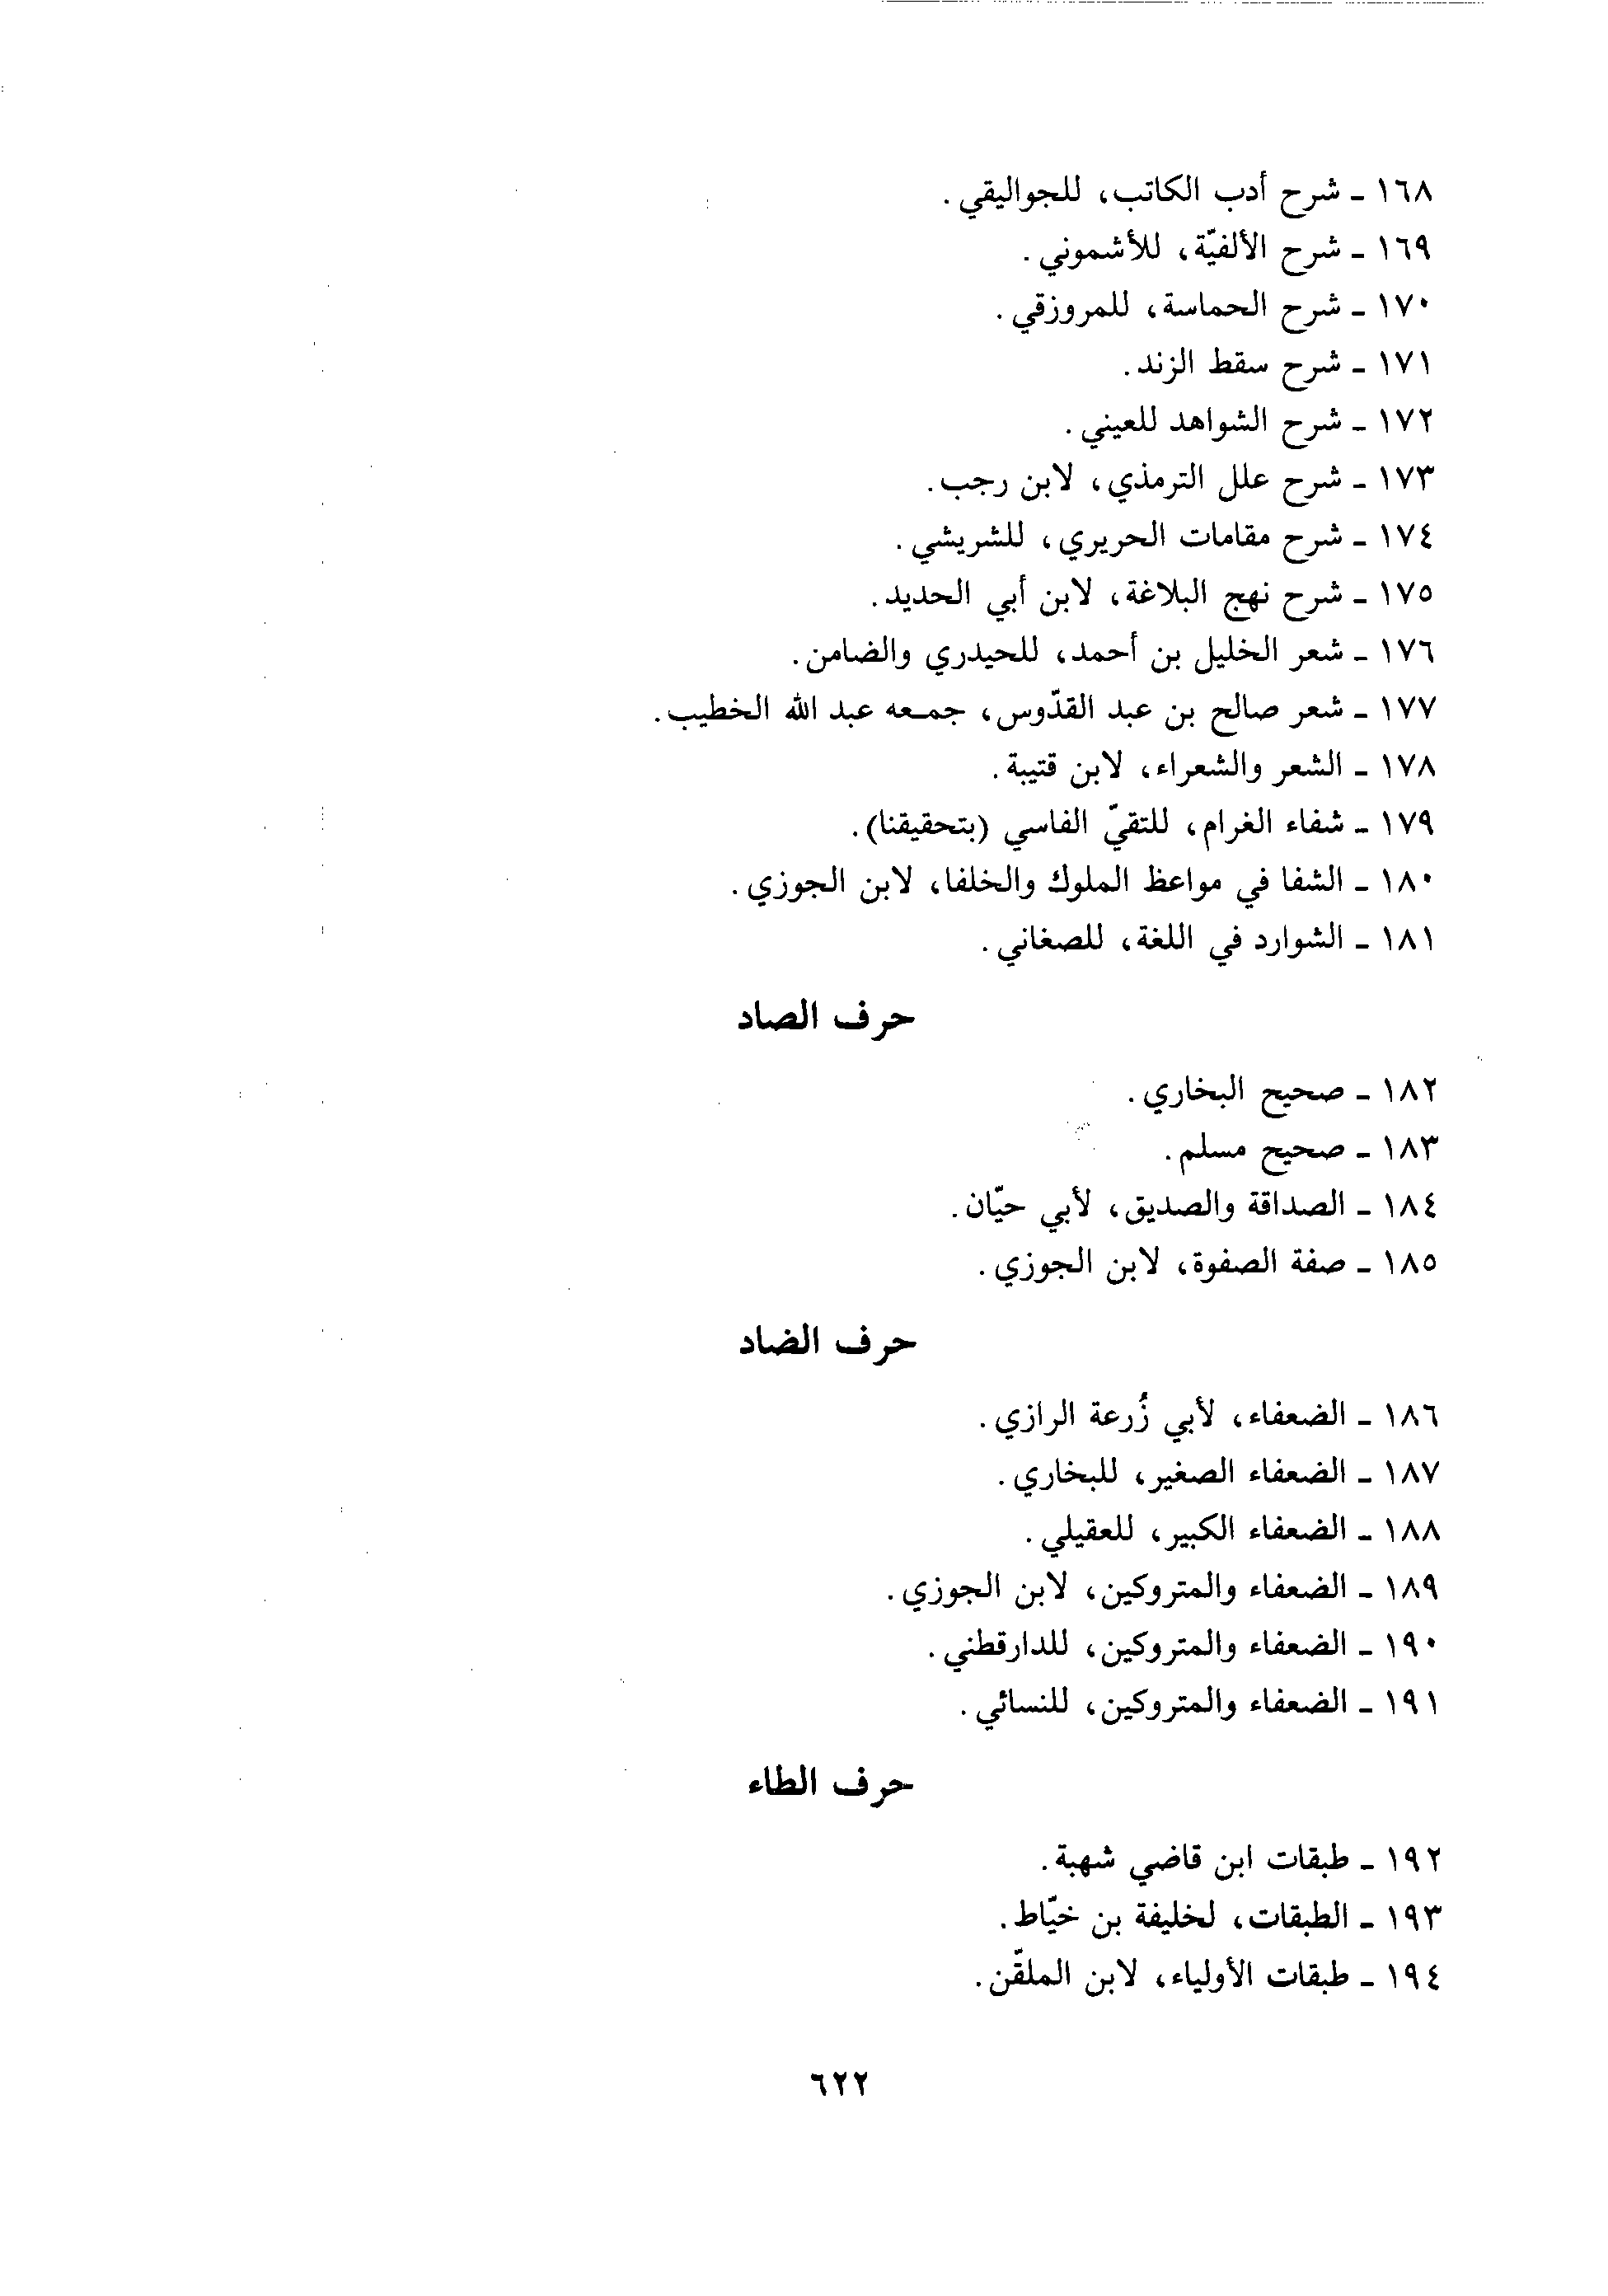 ١٦٨ ـ شرح أدب الكاتب، للجواليقي.
١٦٩ ـ شرح الألفيّة، للأشموني.
١٧٠ ـ شرح الحماسة، للمروزقي.
١٧١ ـ شرح سقط الزند.
١٧٢ ـ شرح الشواهد للعيني.
١٧٣ ـ شرح علل الترمذي، لابن رجب.
١٧٤ ـ شرح مقامات الحريري، للشريشي.
١٧٥ ـ شرح نهج البلاغة، لابن أبي الحديد.
١٧٦ ـ شعر الخليل بن أحمد، للحيدري والضامن.
١٧٧ ـ شعر صالح بن عبد القدّوس، جمعه عبد الله الخطيب.
١٧٨ ـ الشعر والشعراء، لابن قتيبة.
١٧٩ ـ شفاء الغرام، للتقيّ الفاسي (بتحقيقنا).
١٨٠ ـ الشفا في مواعظ الملوك والخلفا، لابن الجوزي.
١٨١ ـ الشوارد في اللغة، للصغاني.
حرف الصاد
١٨٢ ـ صحيح البخاري.
١٨٣ ـ صحيح مسلم.
١٨٤ ـ الصداقة والصديق، لأبي حيّان.
١٨٥ ـ صفة الصفوة، لابن الجوزي.
حرف الضاد
١٨٦ ـ الضعفاء، لأبي زُرعة الرازي.
١٨٧ ـ الضعفاء الصغير، للبخاري.
١٨٨ ـ الضعفاء الكبير، للعقيلي.
١٨٩ ـ الضعفاء والمتروكين، لابن الجوزي.
١٩٠ ـ الضعفاء والمتروكين، للدارقطني.
١٩١ ـ الضعفاء والمتروكين، للنسائي.
حرف الطاء
١٩٢ ـ طبقات ابن قاضي شهبة.
١٩٣ ـ الطبقات، لخليفة بن خيّاط.
١٩٤ ـ طبقات الأولياء، لابن الملقّن.
٦٢٢